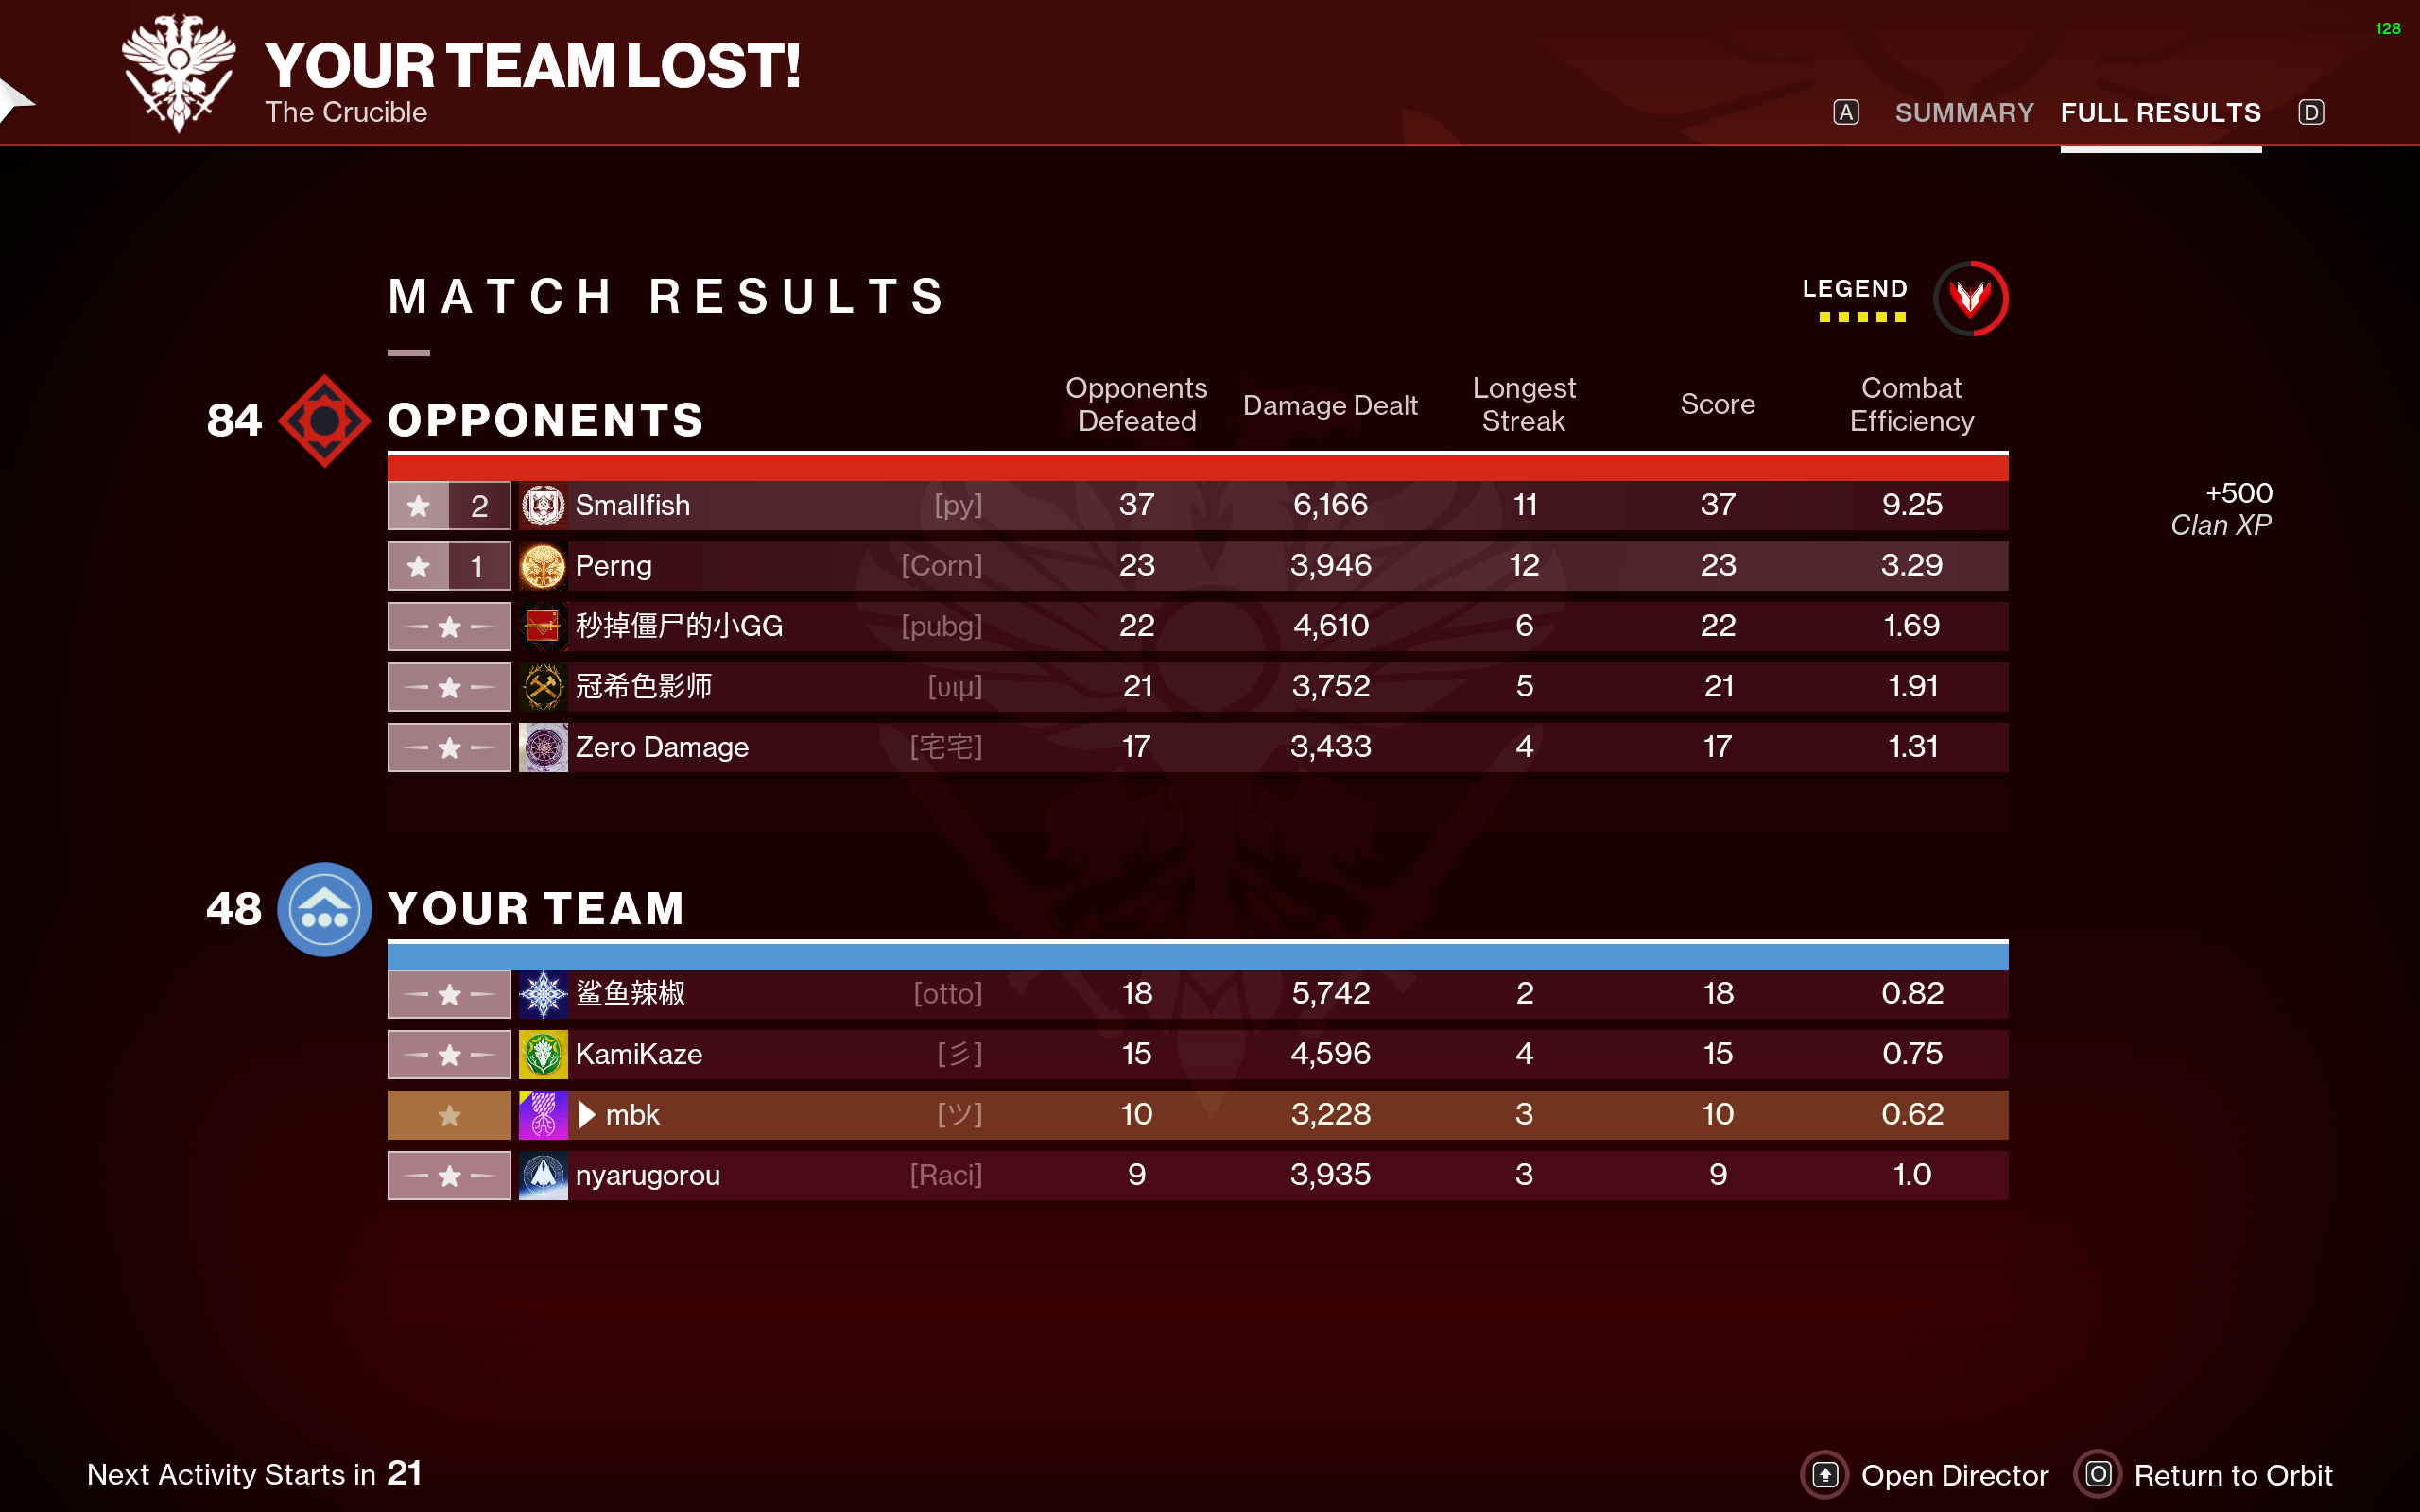 128
YOUR TEAM LOST!
The Crucible
A SUMMARY FULL RESULTS D
MATCH RESULTS
LEGEND
84 OPPONENTS
Opponents Defeated
Damage Dealt
Longest Streak
Score
Combat Efficiency
2 Smallfish [py] 37 6,166 11 37 9.25
+500
Clan XP
1 Perng [Corn] 23 3,946 12 23 3.29
秒掉僵尸的小GG [pubg] 22 4,610 6 22 1.69
冠希色影师 [υιμ] 21 3,752 5 21 1.91
Zero Damage [宅宅] 17 3,433 4 17 1.31
48 YOUR TEAM
鲨鱼辣椒 [otto] 18 5,742 2 18 0.82
KamiKaze [彡] 15 4,596 4 15 0.75
mbk [ツ] 10 3,228 3 10 0.62
nyarugorou [Raci] 9 3,935 3 9 1.0
Next Activity Starts in 21
Open Director O Return to Orbit